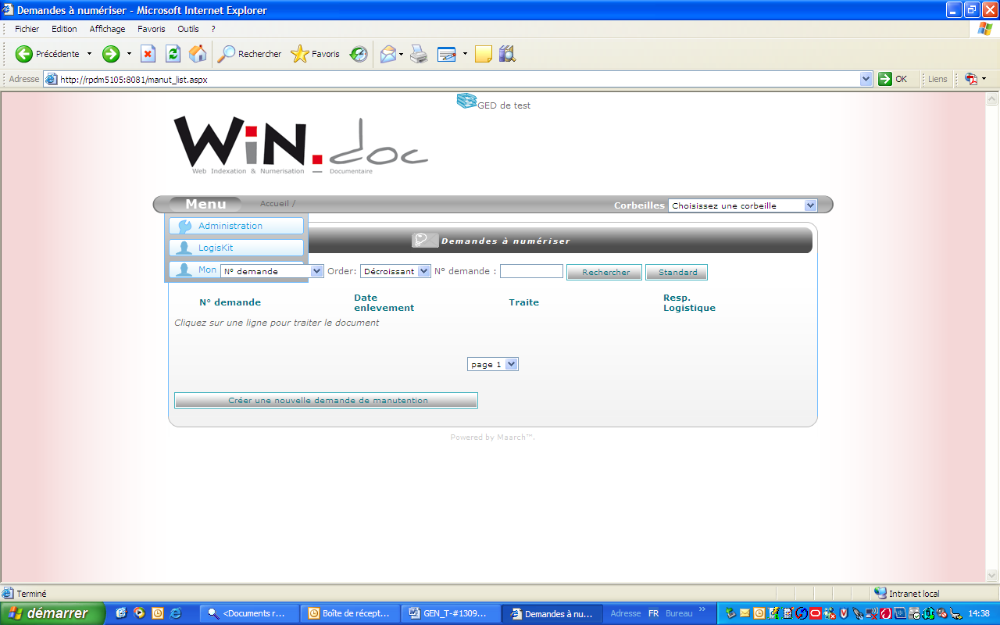 Demandes à numériser - Microsoft Internet Explorer
Fichier Edition Affichage Favoris Outils ?
Précédente Rechercher Favoris
Adresse http://rpdm5105:8081/manut_list.aspx OK Liens
GED de test
WiN.doc
Web Indexation & Numerisation — Documentaire
Menu Accueil / Corbeilles Choisissez une corbeille
Administration
Demandes à numériser
LogisKit
Mon N° demande Order: Décroissant N° demande : Rechercher Standard
N° demande Date enlevement Traite Resp. Logistique
Cliquez sur une ligne pour traiter le document
page 1
Créer une nouvelle demande de manutention
Powered by Maarch™.
Terminé Intranet local
démarrer <Documents r... Boîte de récept... GEN_T-#1309... Demandes à nu... Adresse FR Bureau » 14:38